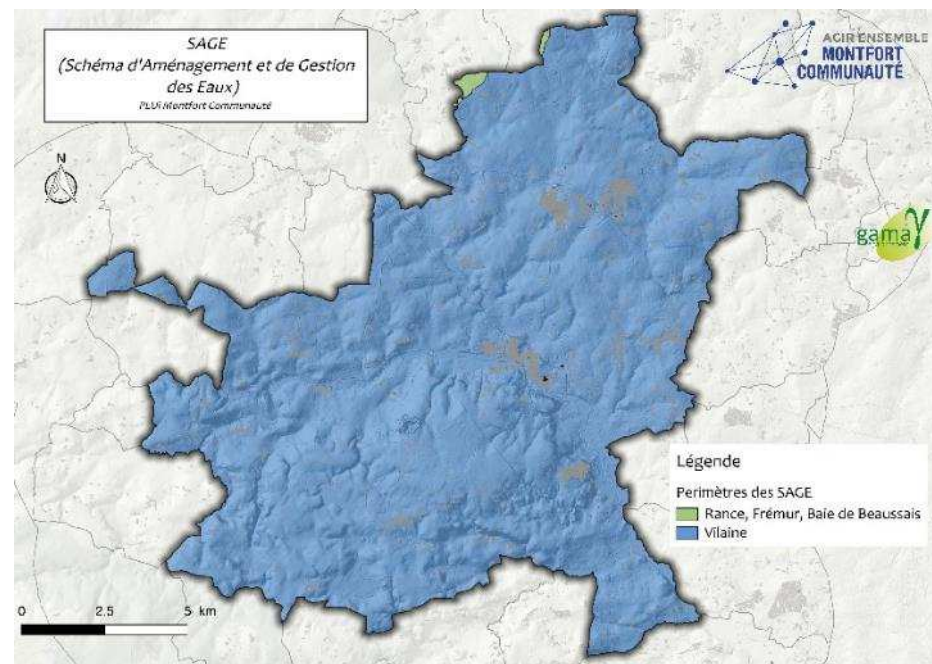 SAGE
(Schéma d'Aménagement et de Gestion
des Eaux)
PLUi Montfort Communauté
AGIR ENSEMBLE
MONTFORT
COMMUNAUTÉ
N
gama
Légende
Perimètres des SAGE
Rance, Frémur, Baie de Beaussais
Vilaine
0 2.5 5 km